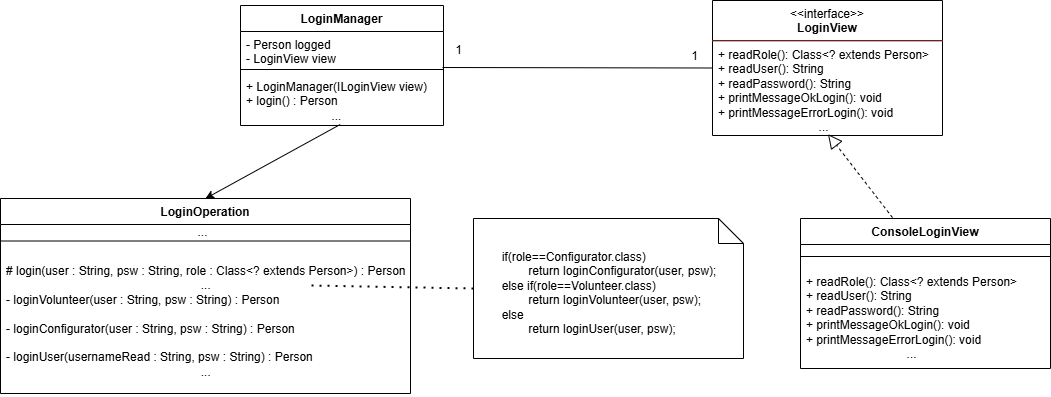 LoginManager
- Person logged
- LoginView view
+ LoginManager(ILoginView view)
+ login() : Person
...
1
1
<<interface>>
LoginView
+ readRole(): Class<? extends Person>
+ readUser(): String
+ readPassword(): String
+ printMessageOkLogin(): void
+ printMessageErrorLogin(): void
...
LoginOperation
...
# login(user : String, psw : String, role : Class<? extends Person>) : Person
...
- loginVolunteer(user : String, psw : String) : Person
- loginConfigurator(user : String, psw : String) : Person
- loginUser(usernameRead : String, psw : String) : Person
...
if(role==Configurator.class)
return loginConfigurator(user, psw);
else if(role==Volunteer.class)
return loginVolunteer(user, psw);
else
return loginUser(user, psw);
ConsoleLoginView
+ readRole(): Class<? extends Person>
+ readUser(): String
+ readPassword(): String
+ printMessageOkLogin(): void
+ printMessageErrorLogin(): void
...